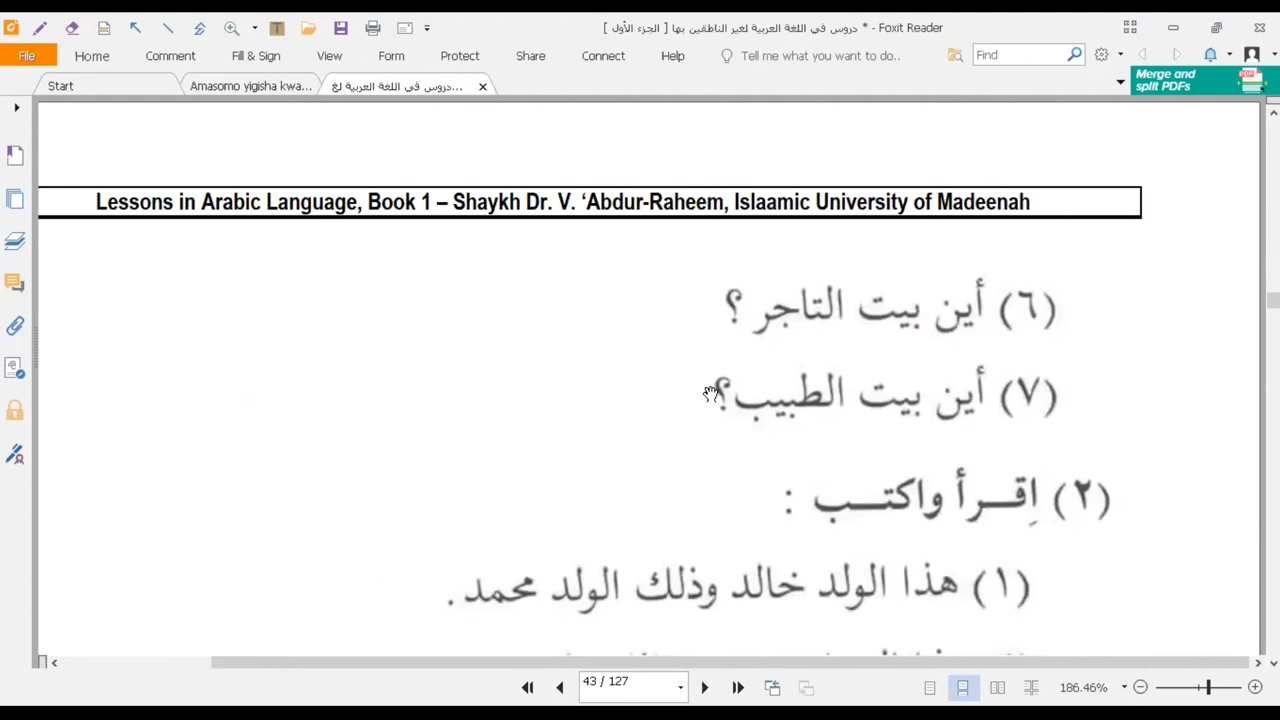 دروس في اللغة العربية لغير الناطقين بها [ الجزء الأول ] * - Foxit Reader
File Home Comment Fill & Sign View Form Protect Share Connect Help Tell me what you want to do.. Find
Start Amasomo yigisha kwa... دروس في اللغة العربية لغ...
Merge and
split PDFs
Lessons in Arabic Language, Book 1 – Shaykh Dr. V. ‘Abdur-Raheem, Islaamic University of Madeenah
(٦) أين بيت التاجر ؟
(٧) أين بيت الطبيب؟
(٢) اِقــرأ واكتــب :
(١) هذا الولد خالد وذلك الولد محمد.
43 / 127
186.46%